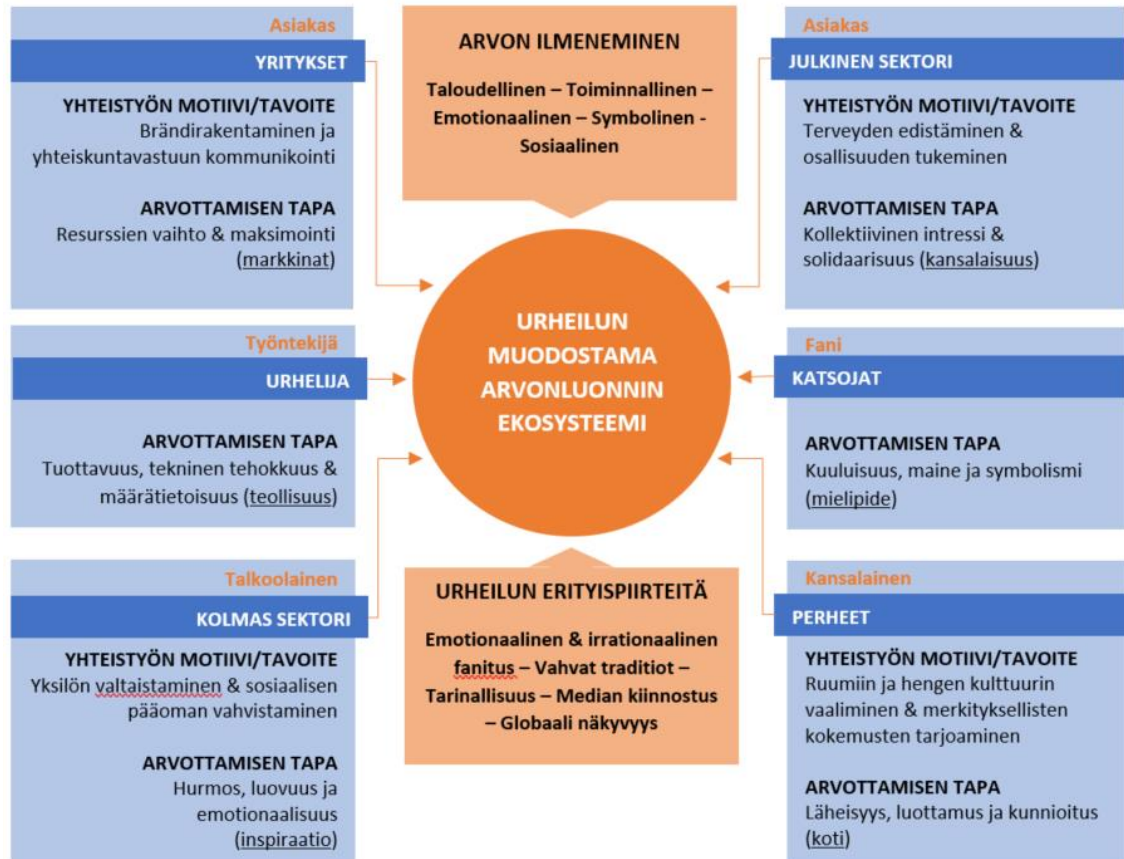 Asiakas
YRITYKSET
YHTEISTYÖN MOTIIVI/TAVOITE
Brändirakentaminen ja
yhteiskuntavastuun kommunikointi
ARVOTTAMISEN TAPA
Resurssien vaihto & maksimointi
(markkinat)
ARVON ILMENEMINEN
Taloudellinen – Toiminnallinen –
Emotionaalinen – Symbolinen -
Sosiaalinen
Asiakas
JULKINEN SEKTORI
YHTEISTYÖN MOTIIVI/TAVOITE
Terveyden edistäminen &
osallisuuden tukeminen
ARVOTTAMISEN TAPA
Kollektiivinen intressi &
solidaarisuus (kansalaisuus)
Työntekijä
URHELIJA
ARVOTTAMISEN TAPA
Tuottavuus, tekninen tehokkuus &
määrätietoisuus (teollisuus)
URHEILUN
MUODOSTAMA
ARVONLUONNIN
EKOSYSTEEMI
Fani
KATSOJAT
ARVOTTAMISEN TAPA
Kuuluisuus, maine ja symbolismi
(mielipide)
Talkoolainen
KOLMAS SEKTORI
YHTEISTYÖN MOTIIVI/TAVOITE
Yksilön valtaistaminen & sosiaalisen
pääoman vahvistaminen
ARVOTTAMISEN TAPA
Hurmos, luovuus ja
emotionaalisuus
(inspiraatio)
URHEILUN ERITYISPIIRTEITÄ
Emotionaalinen & irrationaalinen
fanitus – Vahvat traditiot –
Tarinallisuus – Median kiinnostus
– Globaali näkyvyys
Kansalainen
PERHEET
YHTEISTYÖN MOTIIVI/TAVOITE
Ruumiin ja hengen kulttuurin
vaaliminen & merkityksellisten
kokemusten tarjoaminen
ARVOTTAMISEN TAPA
Läheisyys, luottamus ja kunnioitus
(koti)